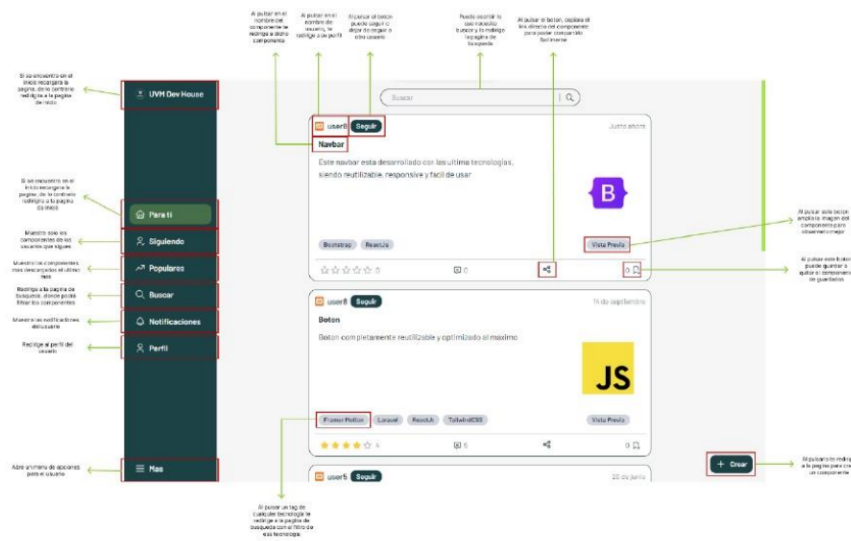 Al pulsar en el
nombre del
componente te
redirige a dicho
componente
Al pulsar en el
nombre de
usuario, te
redirige a de perfil
Al pulsar el boton
puede seguir o
dejar de seguir a
otro usuario
Puede escribir lo
que necesita
buscar y lo redirige
la pagina de
busqueda
Al pulsar el boton, copiara el
link directo del componente
para poder compartirlo
facilmente
Si se encuentra en el
inicio recargara la
pagina, de lo contrario
redirigira a la pagina
de inicio
UVM Dev House
Buscar
user8 Seguir
Justo ahora
Navbar
Este navbar esta desarrollado con las ultima tecnologias,
siendo reutilizable, responsive y facil de usar
B
Bootstrap ReactJs
Vista Previa
0 0 0
Al pulsar este boton
amplia la imagen del
componente para
observarlo mejor
Al pulsar este boton
puede guardar o
quitar el componente
de guardados
Si se encuentra en el
inicio recargara la
pagina, de lo contrario
redirigira a la pagina
de inicio
Para ti
Muestra solo los
componentes de los
usuarios que sigues
Siguiendo
Muestra los componentes
mas descargados el ultimo
mes
Populares
Redirige a la pagina de
busqueda, donde podra
filtrar los componentes
Buscar
Muestra las notificaciones
del usuario
Notificaciones
Redirige al perfil del
usuario
Perfil
user8 Seguir
14 de septiembre
Boton
Boton completamente reutilizable y optimizado al maximo
JS
Framer Motion Laravel ReactJs TailwindCSS
Vista Previa
4 5 0
Abre un menu de opciones
para el usuario
Mas
user5 Seguir
25 de junio
Crear
Al pulsarlo te redirig
a la pagina para cre
un componente
Al pulsar un tag de
cualquier tecnologia te
redirige a la pagina de
busqueda con el filtro de
esa tecnologia